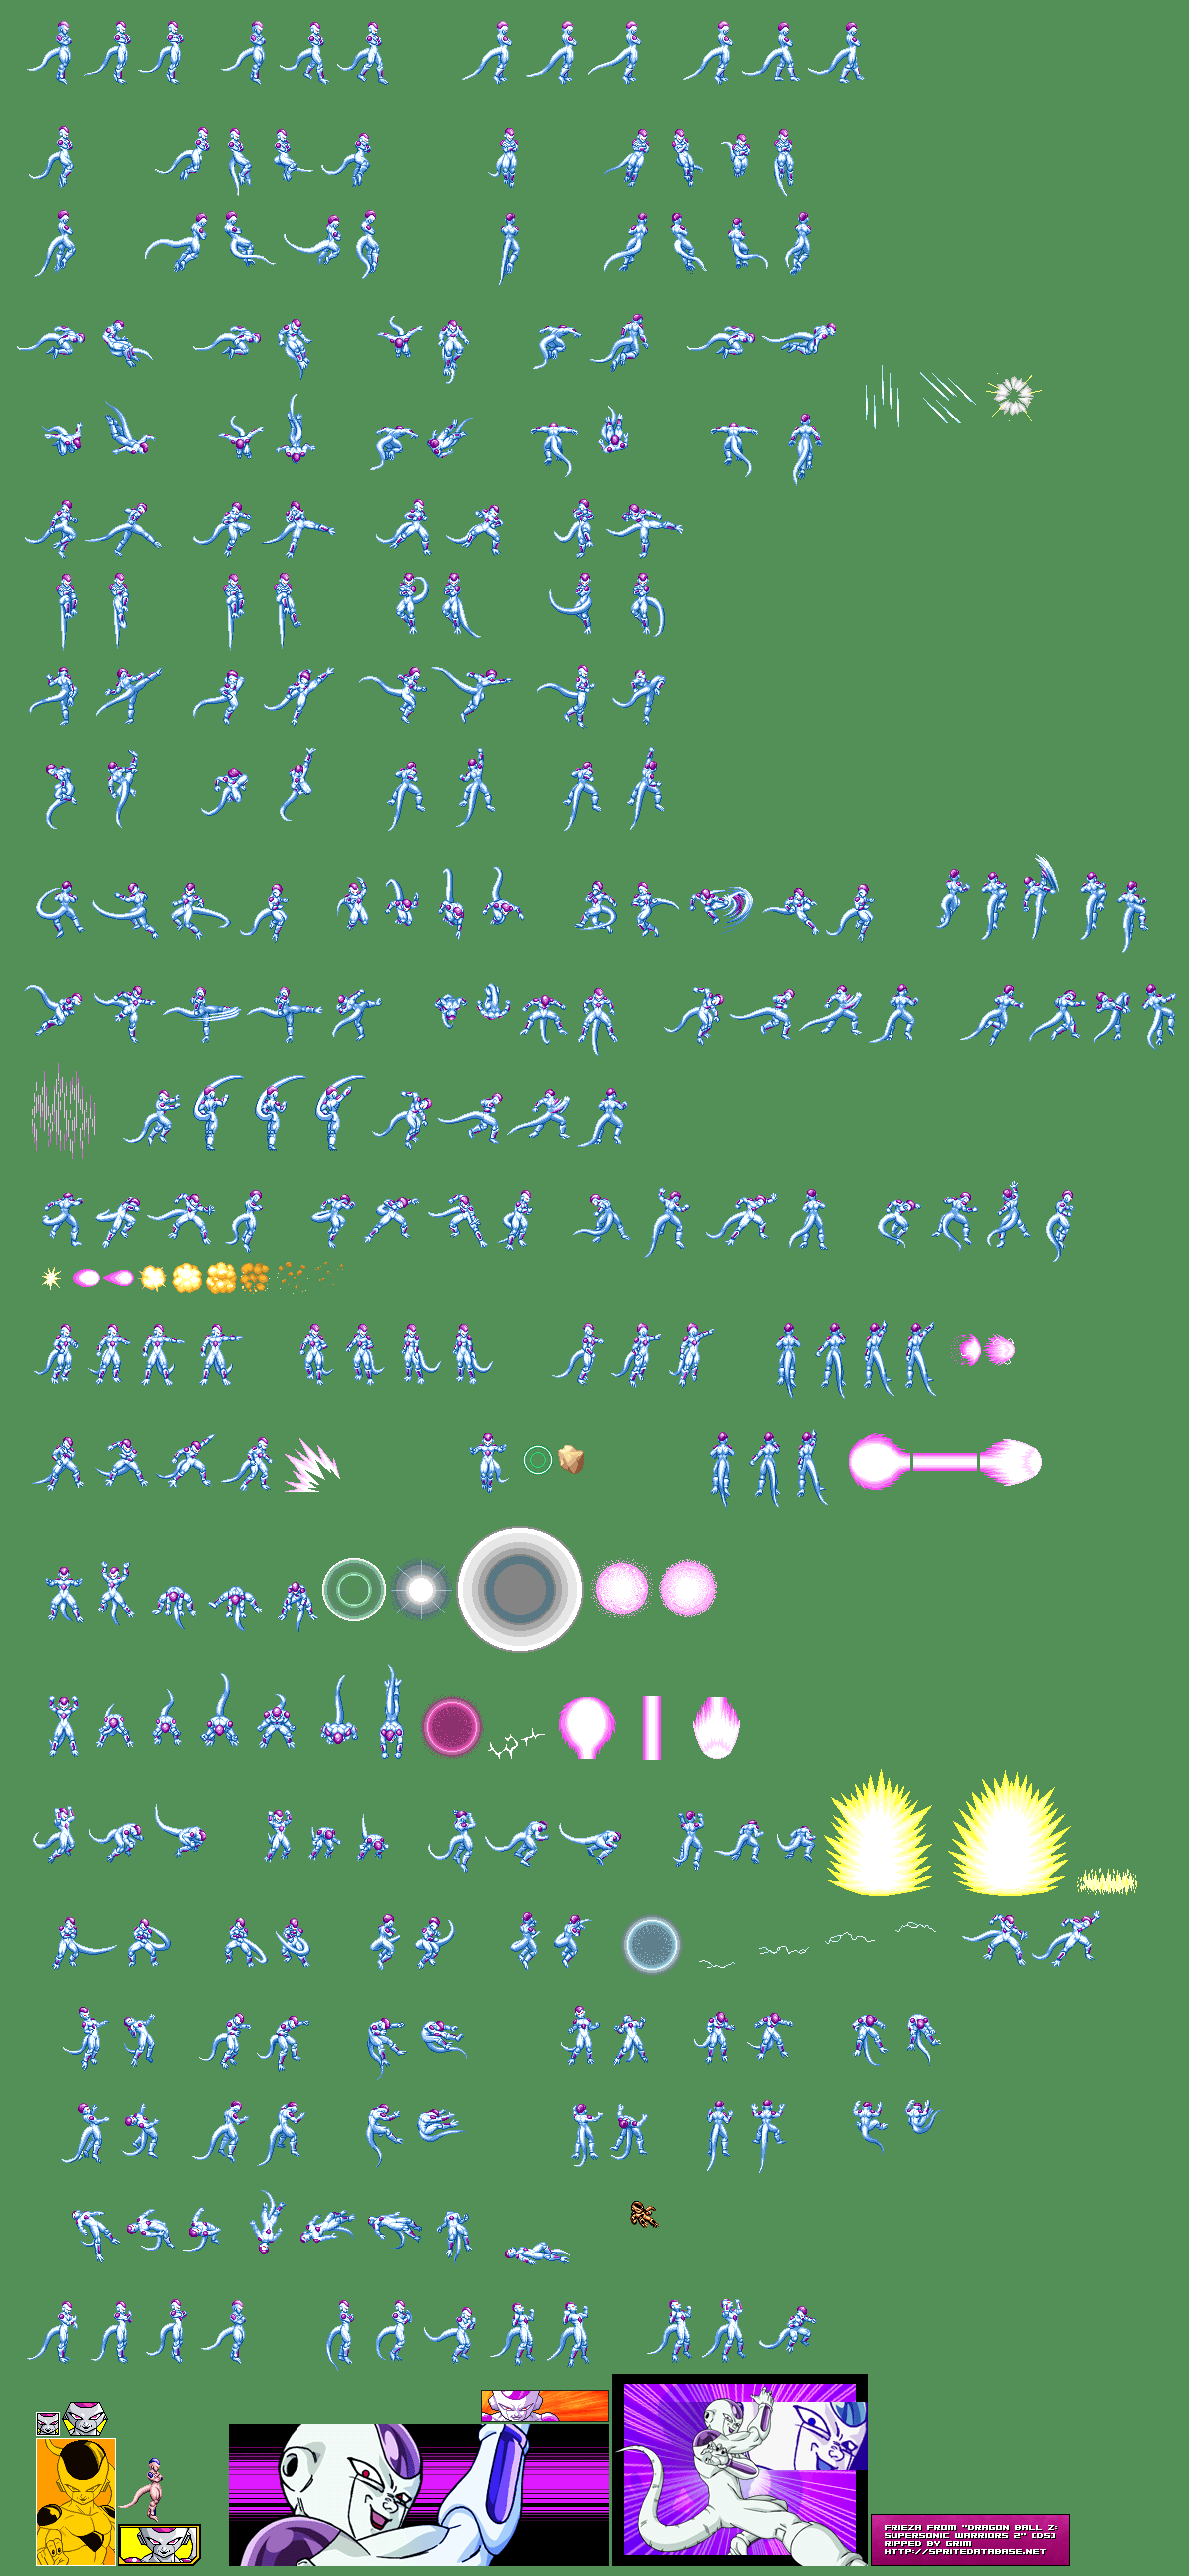 FRIEZA FROM "DRAGON BALL Z:
SUPERSONIC WARRIORS 2" (DS)
RIPPED BY GRIM
HTTP://SPRITEDATABASE.NET